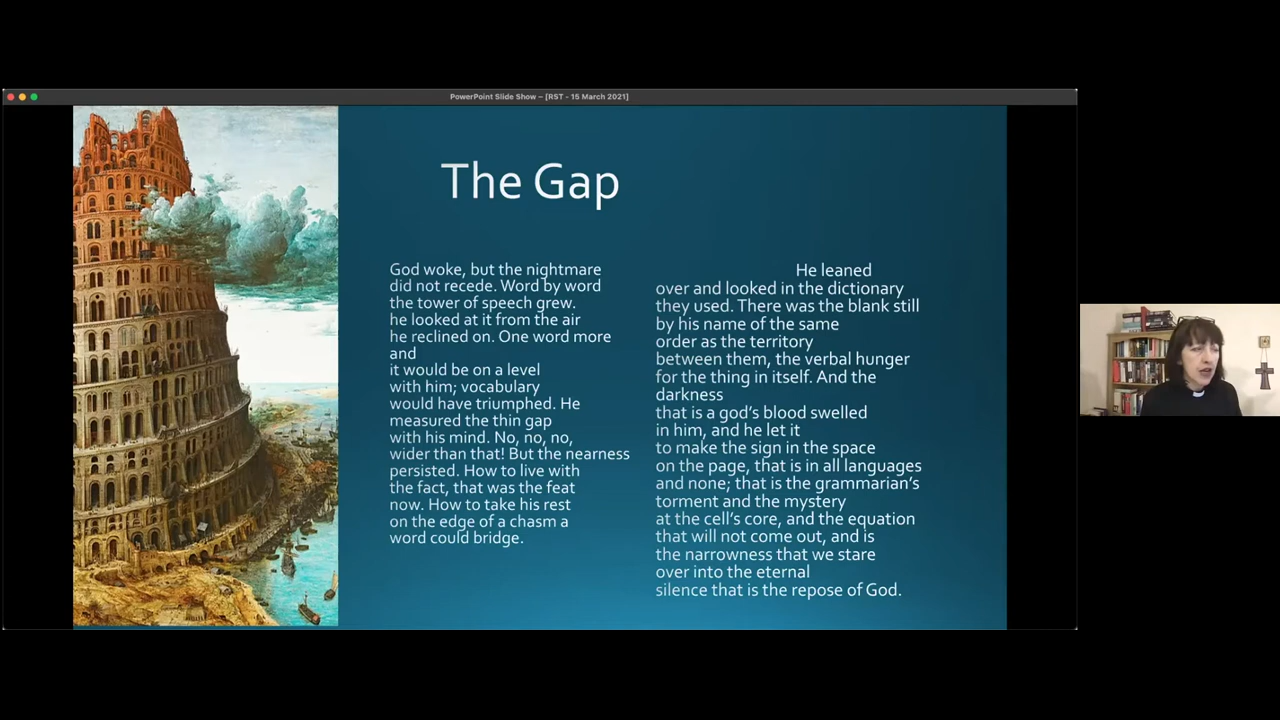 PowerPoint Slide Show – [RST - 15 March 2021]
The Gap
God woke, but the nightmare
did not recede. Word by word
the tower of speech grew.
he looked at it from the air
he reclined on. One word more
and
it would be on a level
with him; vocabulary
would have triumphed. He
measured the thin gap
with his mind. No, no, no,
wider than that! But the nearness
persisted. How to live with
the fact, that was the feat
now. How to take his rest
on the edge of a chasm a
word could bridge.
He leaned
over and looked in the dictionary
they used. There was the blank still
by his name of the same
order as the territory
between them, the verbal hunger
for the thing in itself. And the
darkness
that is a god’s blood swelled
in him, and he let it
to make the sign in the space
on the page, that is in all languages
and none; that is the grammarian’s
torment and the mystery
at the cell’s core, and the equation
that will not come out, and is
the narrowness that we stare
over into the eternal
silence that is the repose of God.